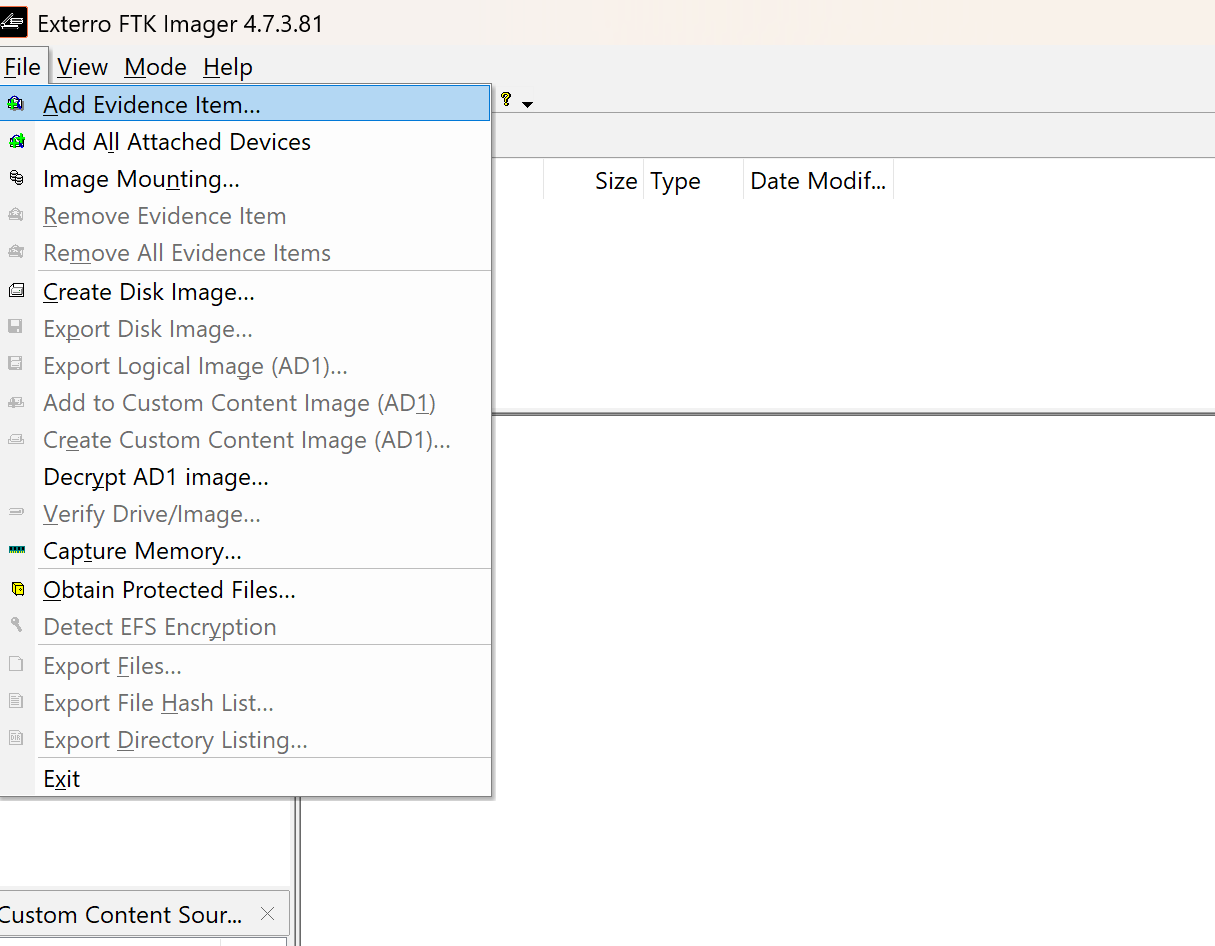 Exterro FTK Imager 4.7.3.81
File View Mode Help
Add Evidence Item...
Add All Attached Devices
Image Mounting...
Remove Evidence Item
Remove All Evidence Items
Create Disk Image...
Export Disk Image...
Export Logical Image (AD1)...
Add to Custom Content Image (AD1)
Create Custom Content Image (AD1)...
Decrypt AD1 image...
Verify Drive/Image...
Capture Memory...
Obtain Protected Files...
Detect EFS Encryption
Export Files...
Export File Hash List...
Export Directory Listing...
Exit
Size Type Date Modif...
Custom Content Sour...